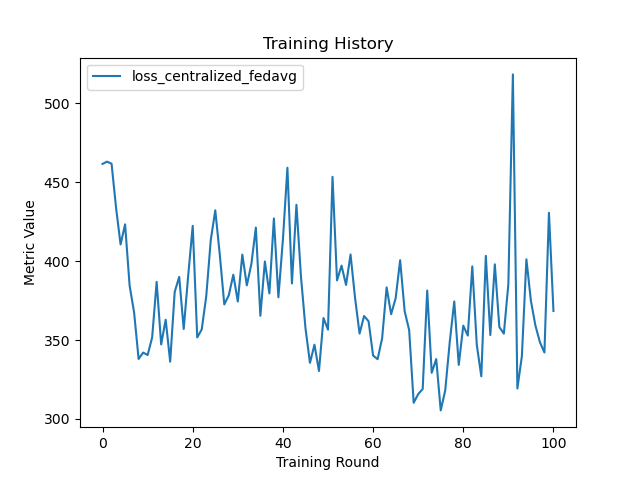 Training History
loss_centralized_fedavg
Metric Value
500
450
400
350
300
0 20 40 60 80 100
Training Round